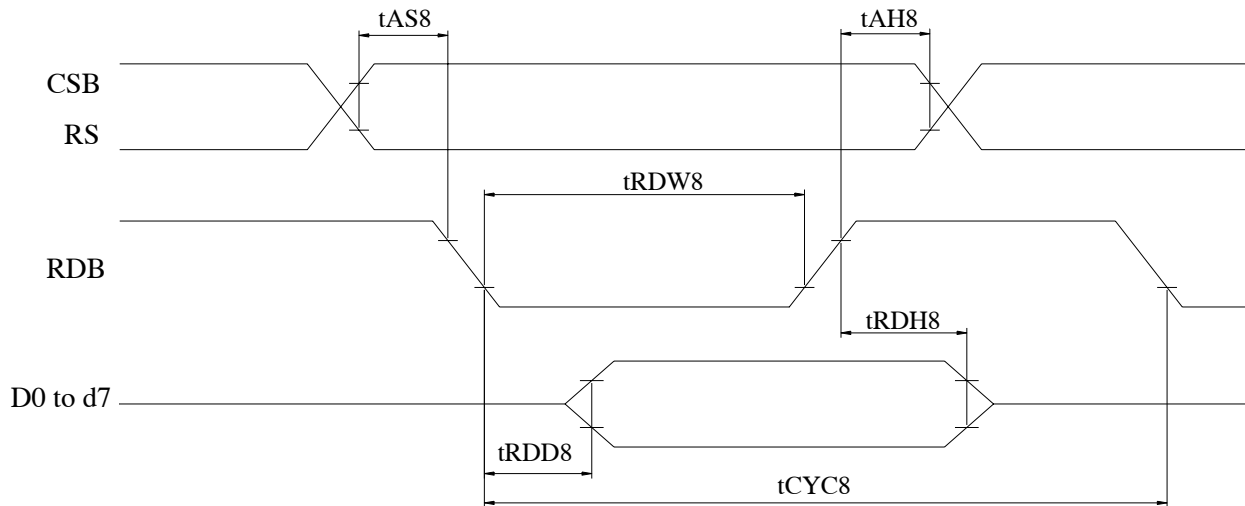 tAS8
tAH8
CSB
RS
tRDW8
RDB
tRDH8
D0 to d7
tRDD8
tCYC8